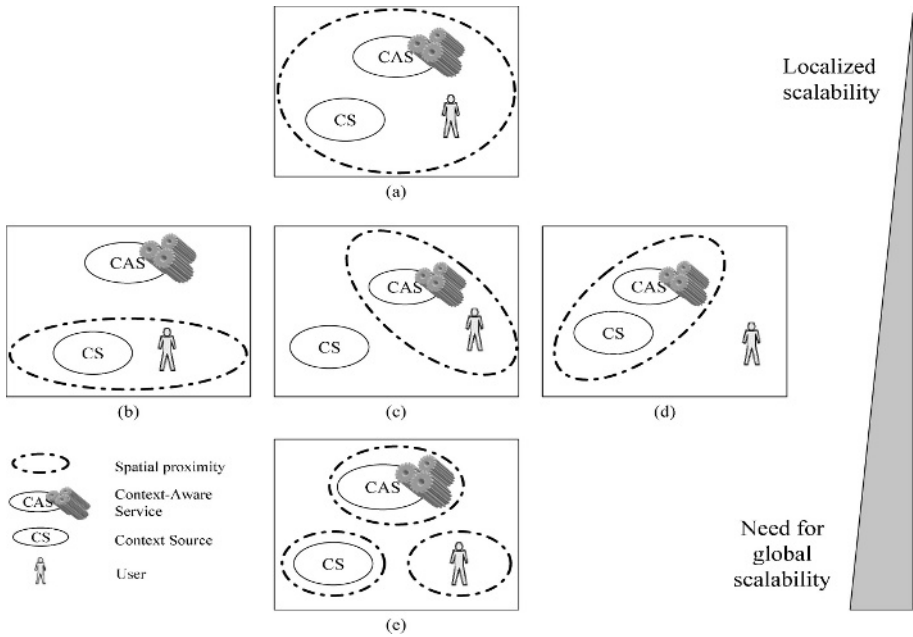 CAS
CS
(a)
Localized
scalability
CAS
CS
(b)
CAS
CS
(c)
CAS
CS
(d)
Spatial proximity
CAS
Context-Aware
Service
CS
Context Source
User
CAS
CS
(e)
Need for
global
scalability